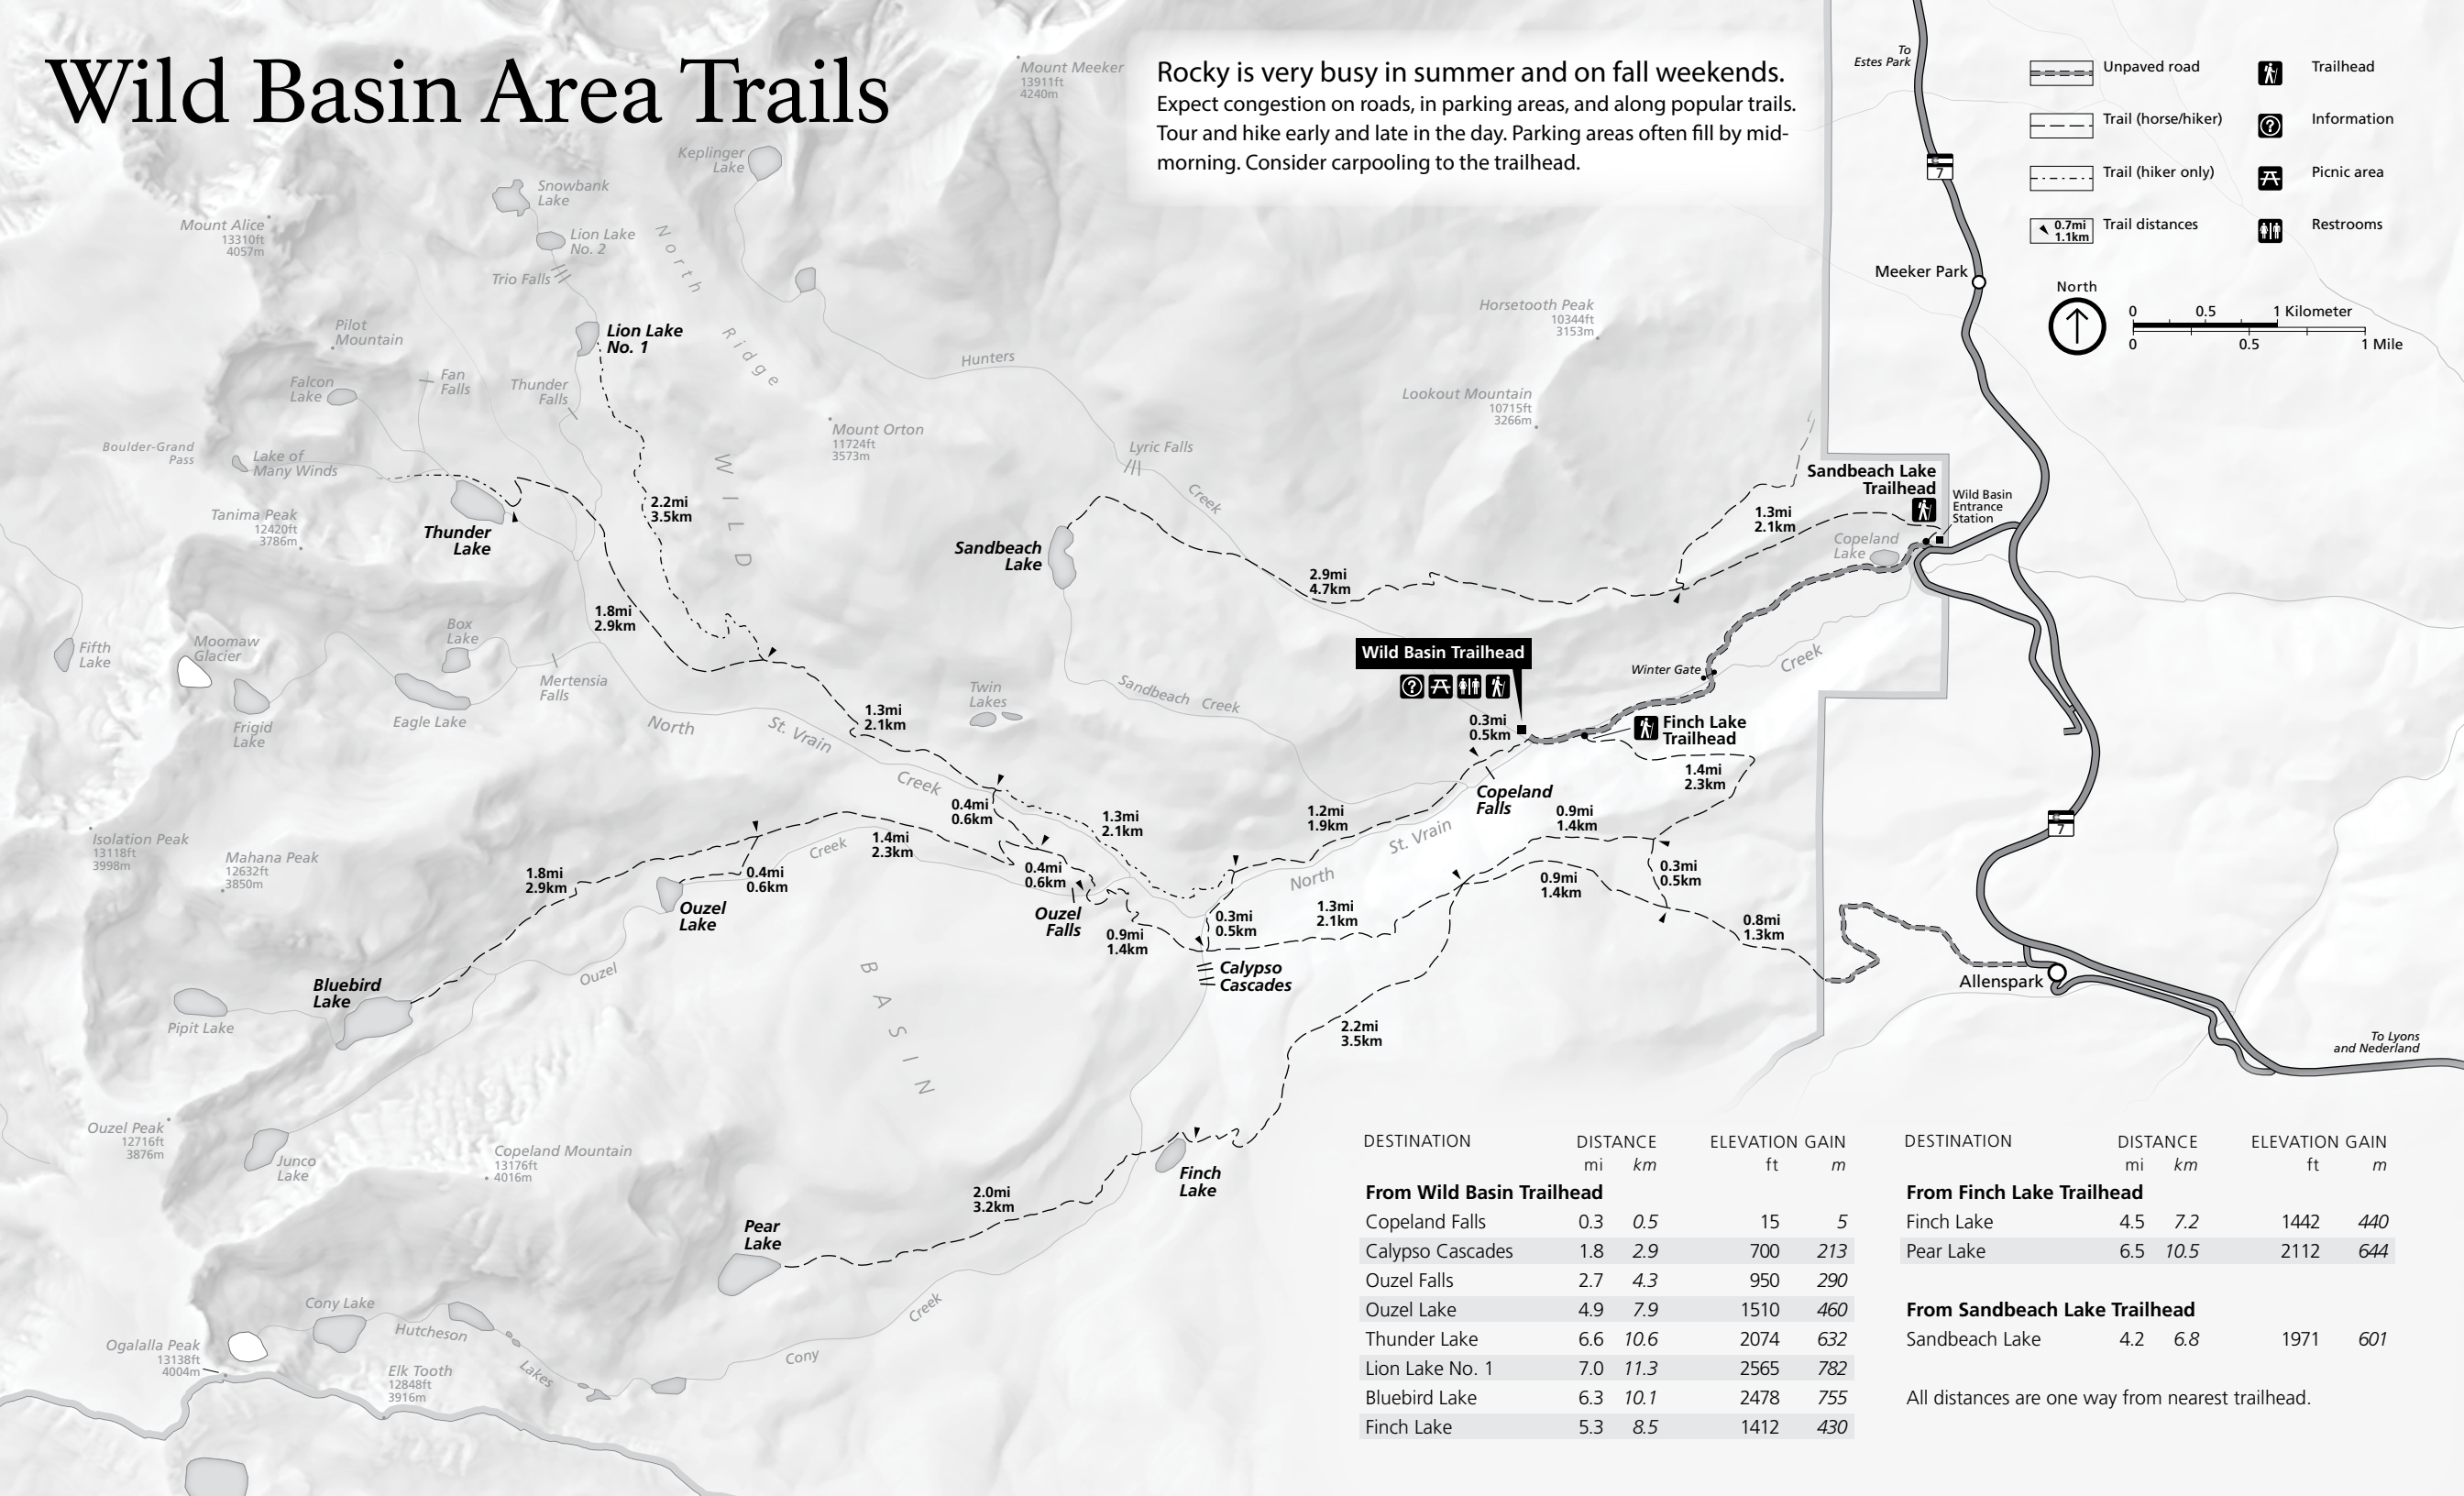 Wild Basin Area Trails
Rocky is very busy in summer and on fall weekends.
Expect congestion on roads, in parking areas, and along popular trails.
Tour and hike early and late in the day. Parking areas often fill by mid-
morning. Consider carpooling to the trailhead.
To
Estes Park
Unpaved road
Trail (horse/hiker)
Trail (hiker only)
0.7mi
1.1km
Trail distances
Trailhead
Information
Picnic area
Restrooms
7
Meeker Park
North
0
0.5
1 Kilometer
0
0.5
1 Mile
Mount Meeker
13911ft
4240m
Keplinger
Lake
Snowbank
Lake
Lion Lake
No. 2
Trio Falls
Mount Alice
13310ft
4057m
North
Ridge
Pilot
Mountain
Lion Lake
No. 1
Falcon
Lake
Fan
Falls
Thunder
Falls
Hunters
Creek
Horsetooth Peak
10344ft
3153m
Lookout Mountain
10715ft
3266m
Mount Orton
11724ft
3573m
Lyric Falls
Boulder-Grand
Pass
Lake of
Many Winds
Tanima Peak
12420ft
3786m
Thunder
Lake
2.2mi
3.5km
WILD
BASIN
Sandbeach
Lake
Sandbeach Lake
Trailhead
Wild Basin
Entrance
Station
1.3mi
2.1km
Copeland
Lake
2.9mi
4.7km
1.8mi
2.9km
Fifth
Lake
Moomaw
Glacier
Box
Lake
Frigid
Lake
Eagle Lake
Mertensia
Falls
North
St. Vrain
Creek
Twin
Lakes
Sandbeach Creek
Wild Basin Trailhead
Winter Gate
Creek
0.3mi
0.5km
Finch Lake
Trailhead
1.3mi
2.1km
1.4mi
2.3km
Copeland
Falls
0.4mi
0.6km
1.3mi
2.1km
1.2mi
1.9km
0.9mi
1.4km
St. Vrain
North
7
Isolation Peak
13118ft
3998m
Mahana Peak
12632ft
3850m
1.8mi
2.9km
0.4mi
0.6km
Creek
1.4mi
2.3km
0.4mi
0.6km
0.3mi
0.5km
0.9mi
1.4km
Ouzel
Lake
Ouzel
Falls
0.9mi
1.4km
0.3mi
0.5km
1.3mi
2.1km
0.8mi
1.3km
Calypso
Cascades
Bluebird
Lake
Ouzel
Pipit Lake
Allenspark
2.2mi
3.5km
To Lyons
and Nederland
Ouzel Peak
12716ft
3876m
Junco
Lake
Copeland Mountain
13176ft
4016m
Finch
Lake
2.0mi
3.2km
Pear
Lake
Cony Lake
Hutcheson
Lakes
Ogalalla Peak
13138ft
4004m
Elk Tooth
12848ft
3916m
Cony
Creek
DESTINATION DISTANCE ELEVATION GAIN
mi km ft m
From Wild Basin Trailhead
Copeland Falls 0.3 0.5 15 5
Calypso Cascades 1.8 2.9 700 213
Ouzel Falls 2.7 4.3 950 290
Ouzel Lake 4.9 7.9 1510 460
Thunder Lake 6.6 10.6 2074 632
Lion Lake No. 1 7.0 11.3 2565 782
Bluebird Lake 6.3 10.1 2478 755
Finch Lake 5.3 8.5 1412 430
DESTINATION DISTANCE ELEVATION GAIN
mi km ft m
From Finch Lake Trailhead
Finch Lake 4.5 7.2 1442 440
Pear Lake 6.5 10.5 2112 644
From Sandbeach Lake Trailhead
Sandbeach Lake 4.2 6.8 1971 601
All distances are one way from nearest trailhead.